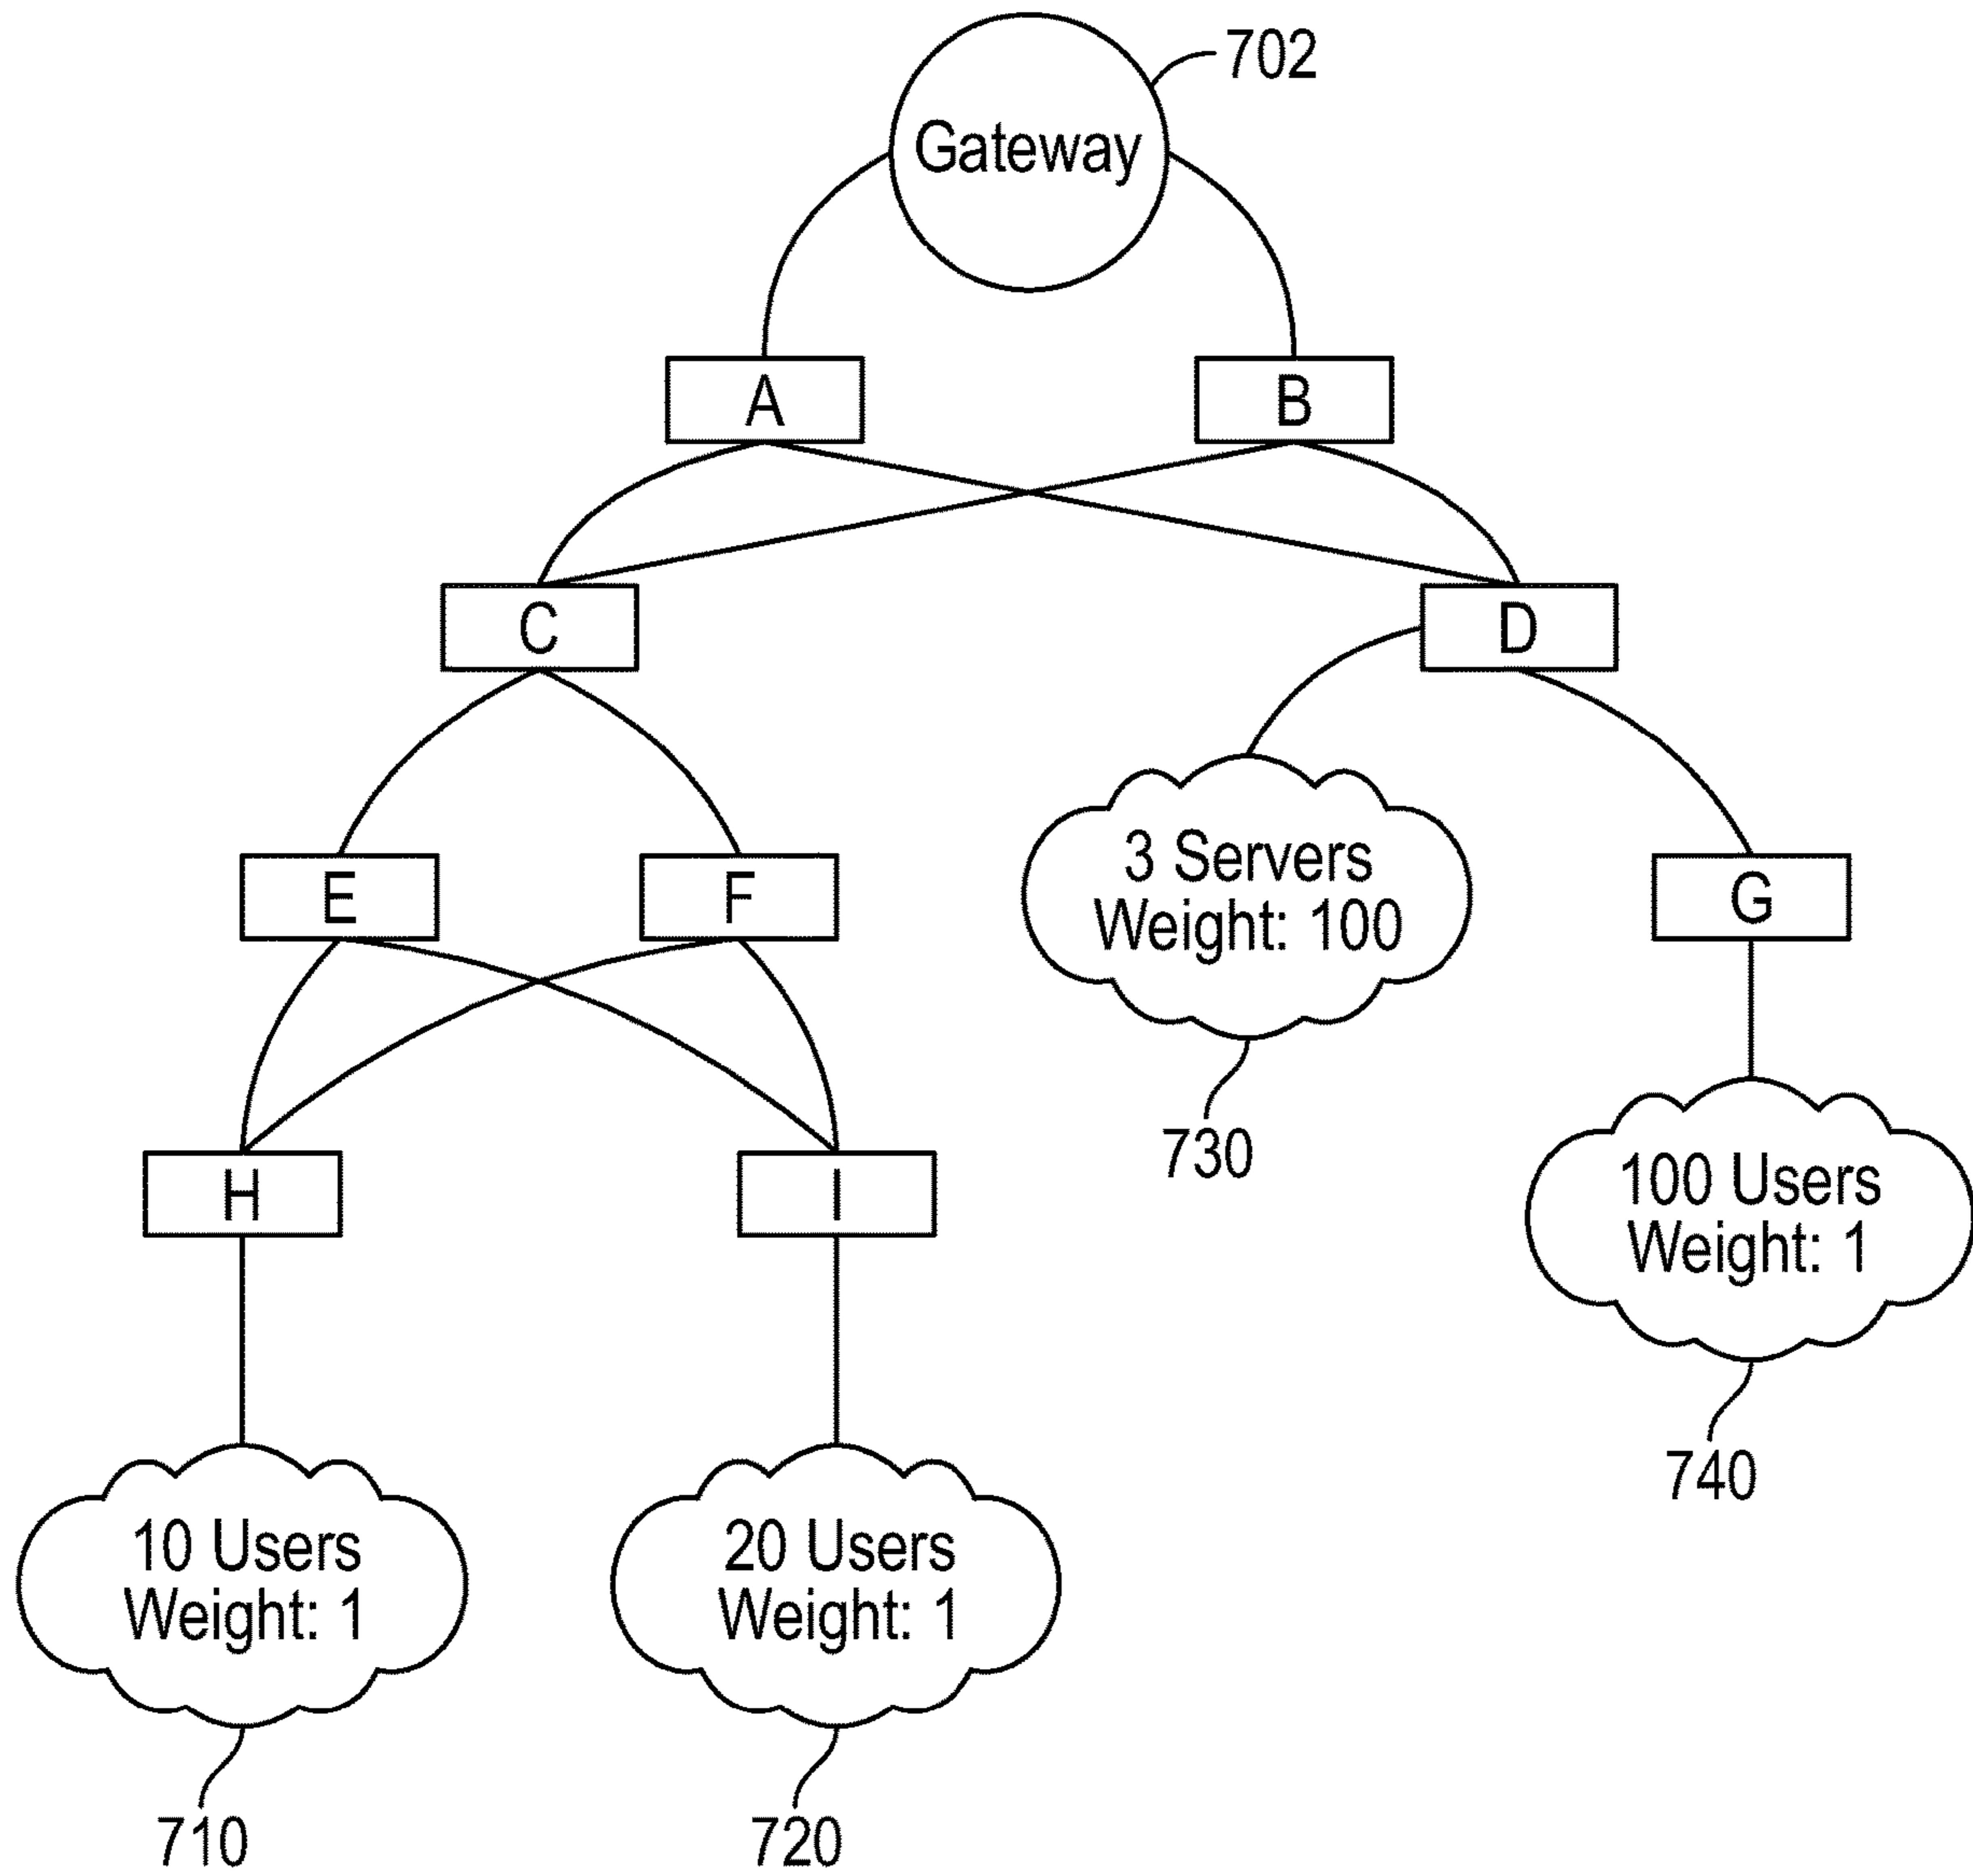 702
Gateway
A
B
C
D
E
F
3 Servers
Weight: 100
G
730
H
I
100 Users
Weight: 1
740
10 Users
Weight: 1
20 Users
Weight: 1
710
720